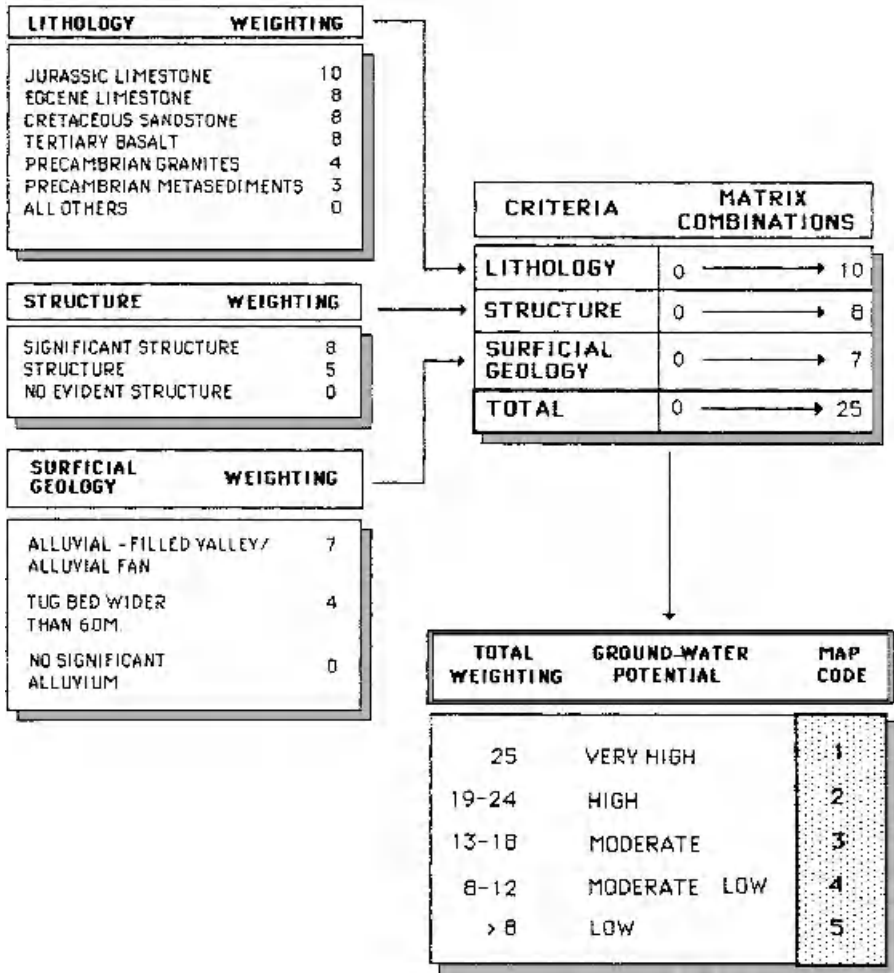 LITHOLOGY WEIGHTING
JURASSIC LIMESTONE 10
EOCENE LIMESTONE 8
CRETACEOUS SANDSTONE 8
TERTIARY BASALT 8
PRECAMBRIAN GRANITES 4
PRECAMBRIAN METASEDIMENTS 3
ALL OTHERS 0
STRUCTURE WEIGHTING
SIGNIFICANT STRUCTURE 8
STRUCTURE 5
NO EVIDENT STRUCTURE 0
SURFICIAL
GEOLOGY WEIGHTING
ALLUVIAL - FILLED VALLEY/ 7
ALLUVIAL FAN
TUG BED WIDER 4
THAN 60M
NO SIGNIFICANT 0
ALLUVIUM
CRITERIA MATRIX
COMBINATIONS
LITHOLOGY 0 10
STRUCTURE 0 8
SURFICIAL
GEOLOGY 0 7
TOTAL 0 25
TOTAL GROUND-WATER MAP
WEIGHTING POTENTIAL CODE
25 VERY HIGH 1
19-24 HIGH 2
13-18 MODERATE 3
8-12 MODERATE LOW 4
>8 LOW 5